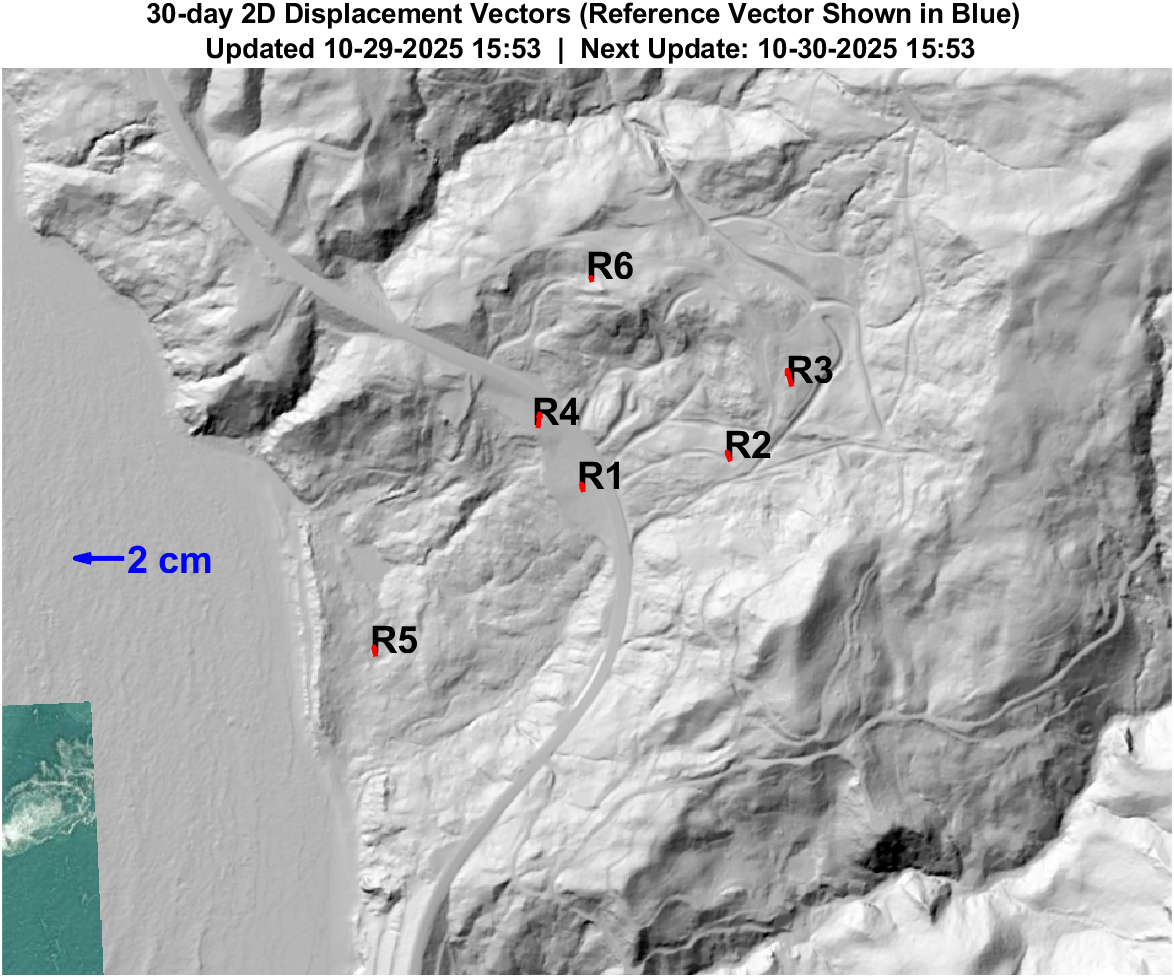 30-day 2D Displacement Vectors (Reference Vector Shown in Blue)
Updated 10-29-2025 15:53 | Next Update: 10-30-2025 15:53
R6
R3
R4
R2
R1
2 cm
R5